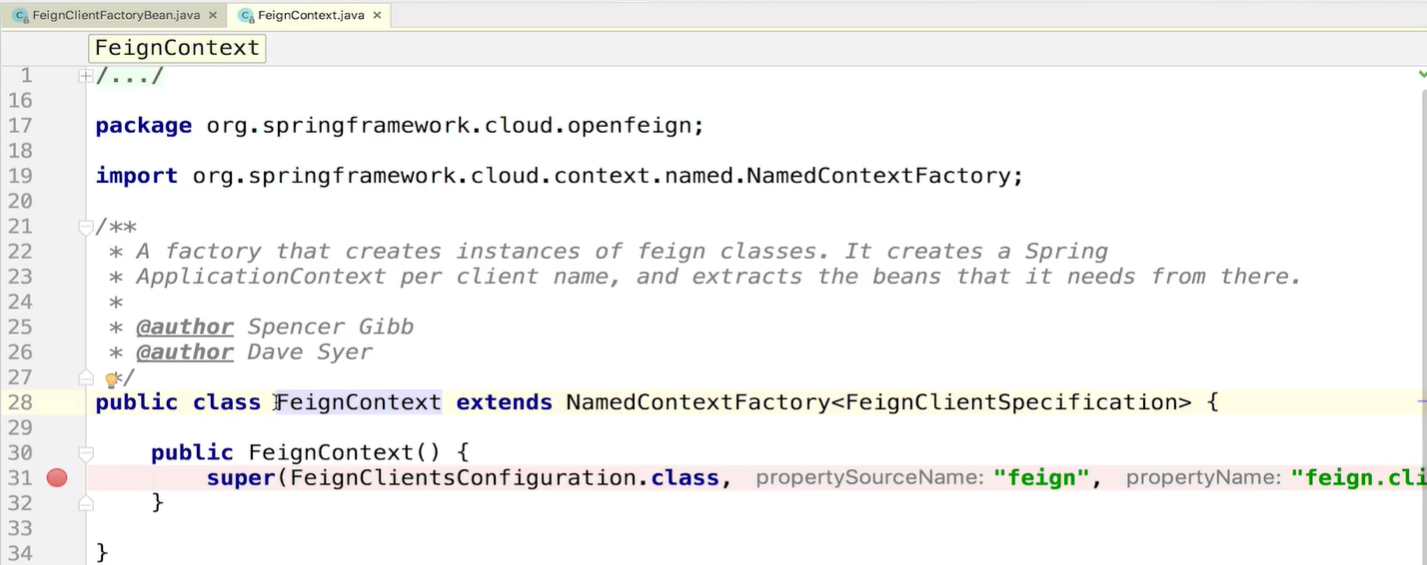 FeignClientFactoryBean.java × FeignContext.java ×
FeignContext
1 /.../
16
17 package org.springframework.cloud.openfeign;
18
19 import org.springframework.cloud.context.named.NamedContextFactory;
20
21 /**
22 * A factory that creates instances of feign classes. It creates a Spring
23 * ApplicationContext per client name, and extracts the beans that it needs from there.
24 *
25 * @author Spencer Gibb
26 * @author Dave Syer
27 */
28 public class FeignContext extends NamedContextFactory<FeignClientSpecification> {
29
30 public FeignContext() {
31 super(FeignClientsConfiguration.class, propertySourceName: "feign", propertyName: "feign.cli
32 }
33
34 }